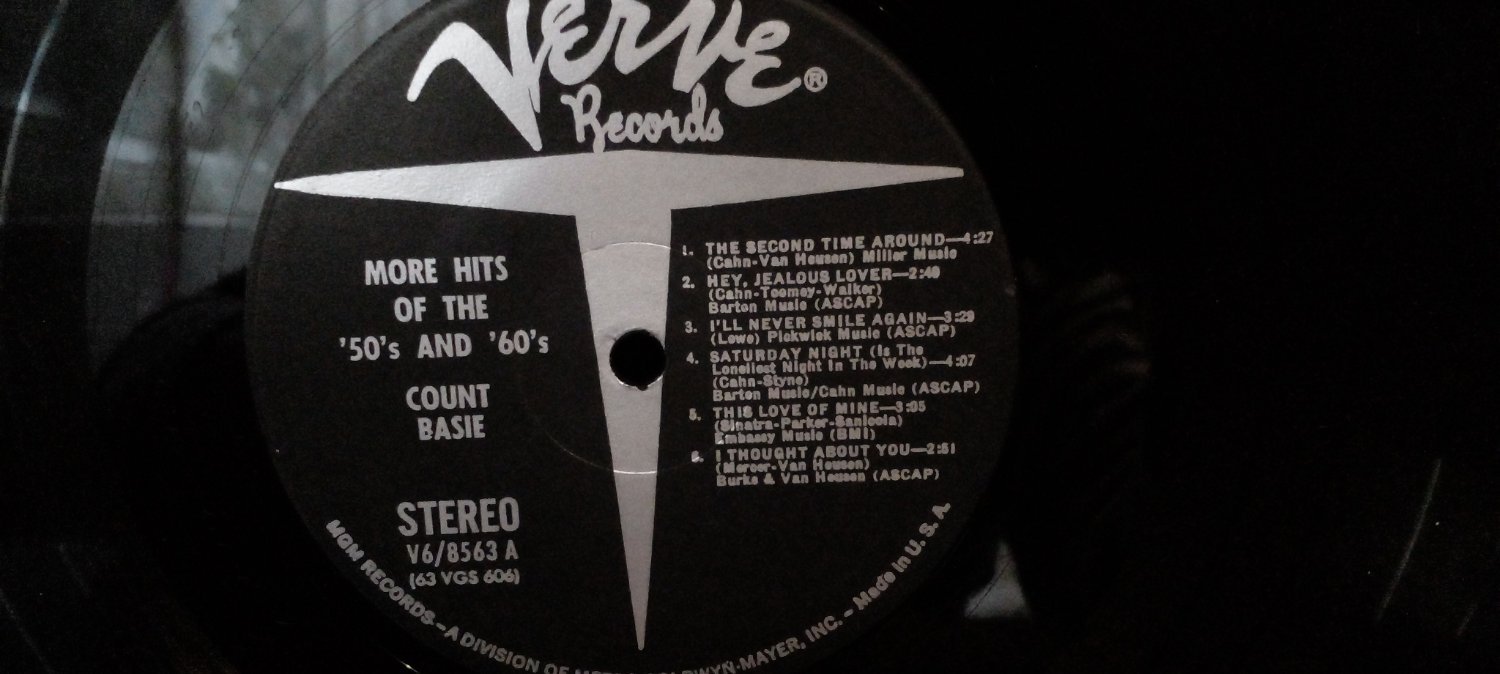 Verve®
Records
MORE HITS
OF THE
'50's AND '60's
COUNT
BASIE
STEREO
V6/8563 A
(63 VGS 606)
1. THE SECOND TIME AROUND—4:27
(Cahn-Van Heusen) Miller Music
2. HEY, JEALOUS LOVER—2:40
(Cahn-Toomey-Walker)
Barton Music (ASCAP)
3. I'LL NEVER SMILE AGAIN—3:29
(Lowe) Pickwick Music (ASCAP)
4. SATURDAY NIGHT (Is The
Loneliest Night In The Week)—4:07
(Cahn-Styne)
Barton Music/Cahn Music (ASCAP)
5. THIS LOVE OF MINE—3:05
(Sinatra-Parker-Sanicola)
Embassy Music (BMI)
6. I THOUGHT ABOUT YOU—2:51
(Mercer-Van Heusen)
Burke & Van Heusen (ASCAP)
MGM RECORDS – A DIVISION OF METRO-GOLDWYN-MAYER, INC. – Made in U. S. A.